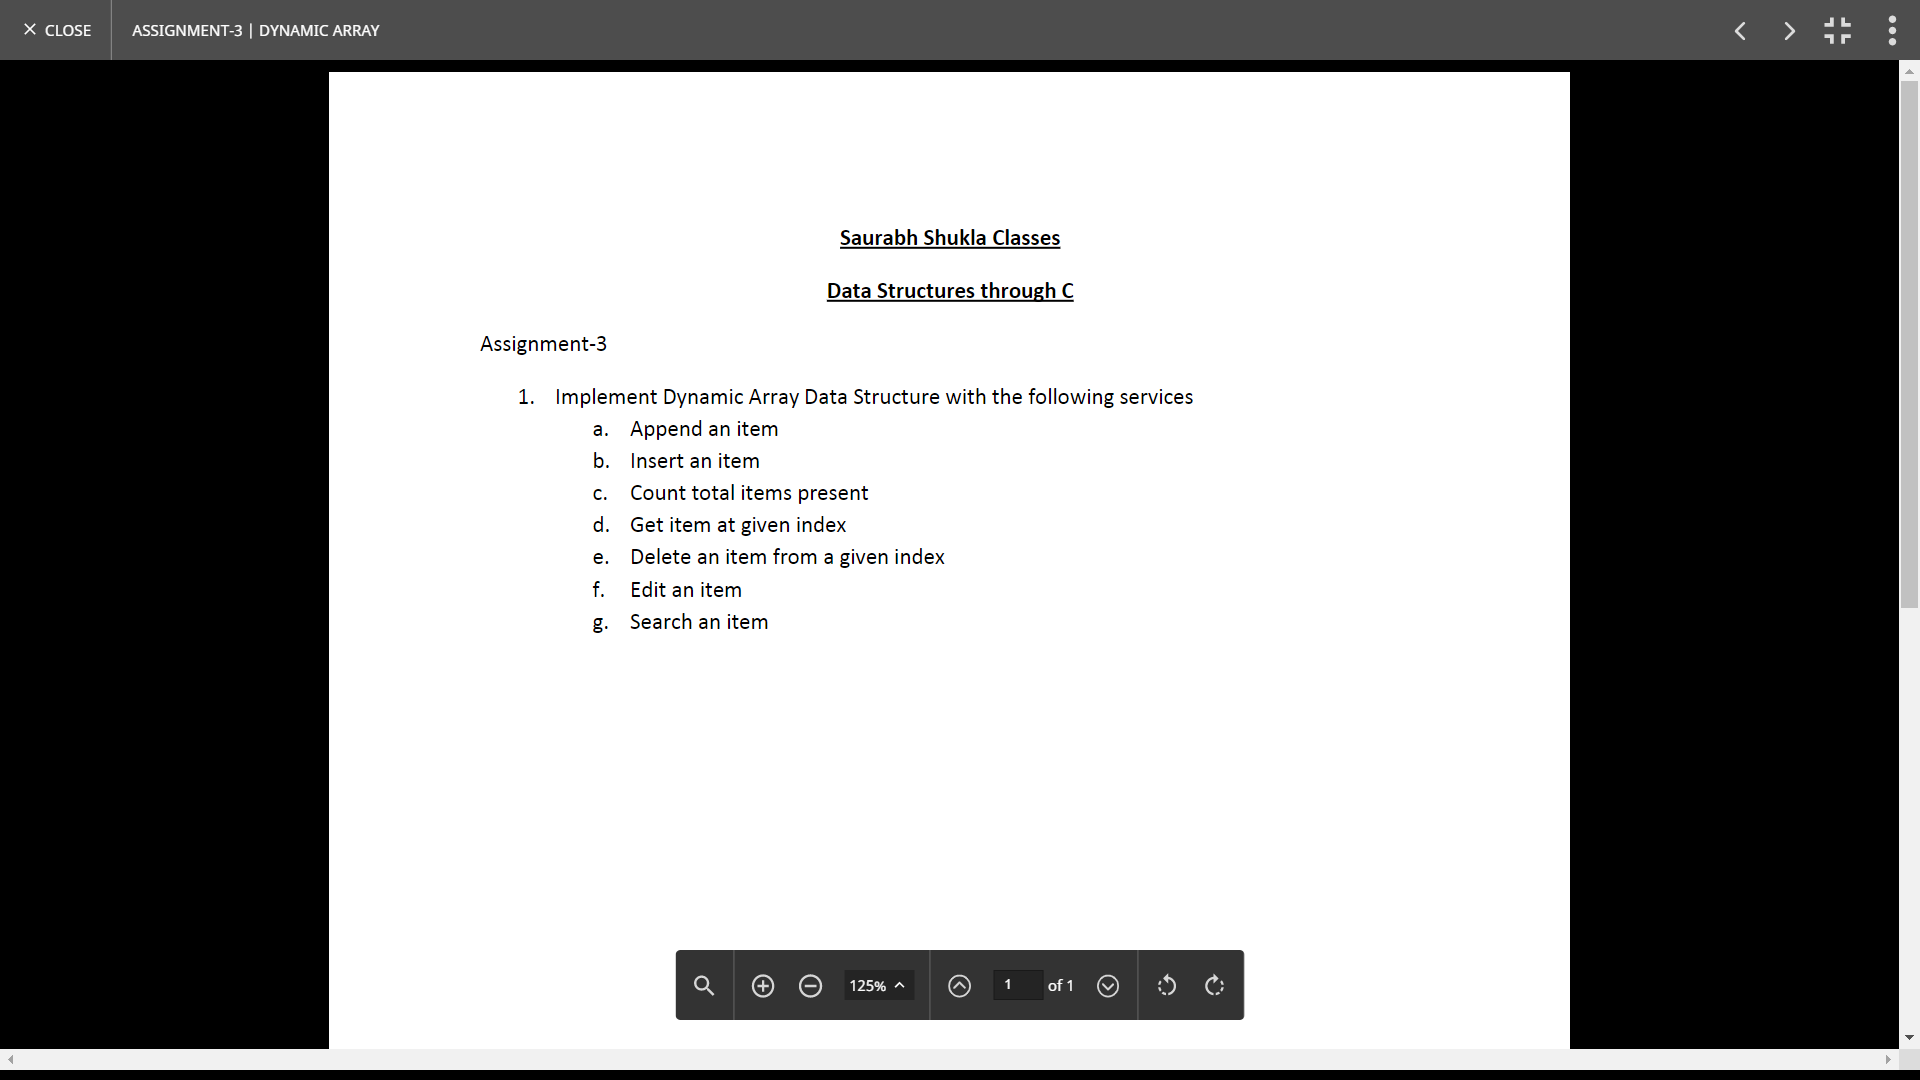 CLOSE
ASSIGNMENT-3 | DYNAMIC ARRAY
Saurabh Shukla Classes
Data Structures through C
Assignment-3
1. Implement Dynamic Array Data Structure with the following services
a. Append an item
b. Insert an item
c. Count total items present
d. Get item at given index
e. Delete an item from a given index
f. Edit an item
g. Search an item
125% 1 of 1